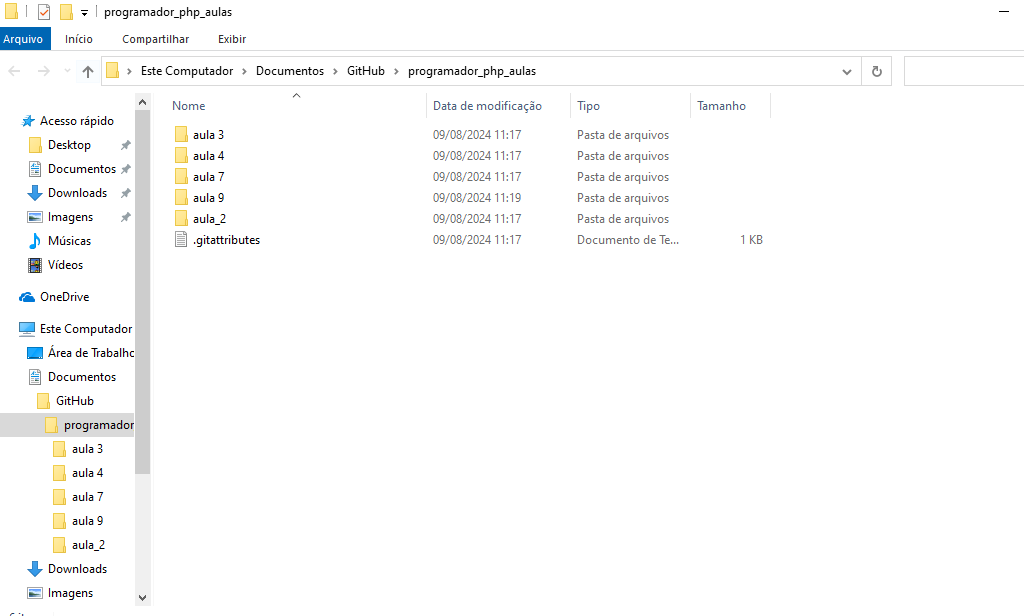 programador_php_aulas
Arquivo Início Compartilhar Exibir
Este Computador Documentos GitHub programador_php_aulas
Nome Data de modificação Tipo Tamanho
Acesso rápido
Desktop
Documentos
Downloads
Imagens
Músicas
Vídeos
OneDrive
Este Computador
Área de Trabalho
Documentos
GitHub
programador
aula 3
aula 4
aula 7
aula 9
aula_2
Downloads
Imagens
aula 3 09/08/2024 11:17 Pasta de arquivos
aula 4 09/08/2024 11:17 Pasta de arquivos
aula 7 09/08/2024 11:17 Pasta de arquivos
aula 9 09/08/2024 11:19 Pasta de arquivos
aula_2 09/08/2024 11:17 Pasta de arquivos
.gitattributes 09/08/2024 11:17 Documento de Te... 1 KB